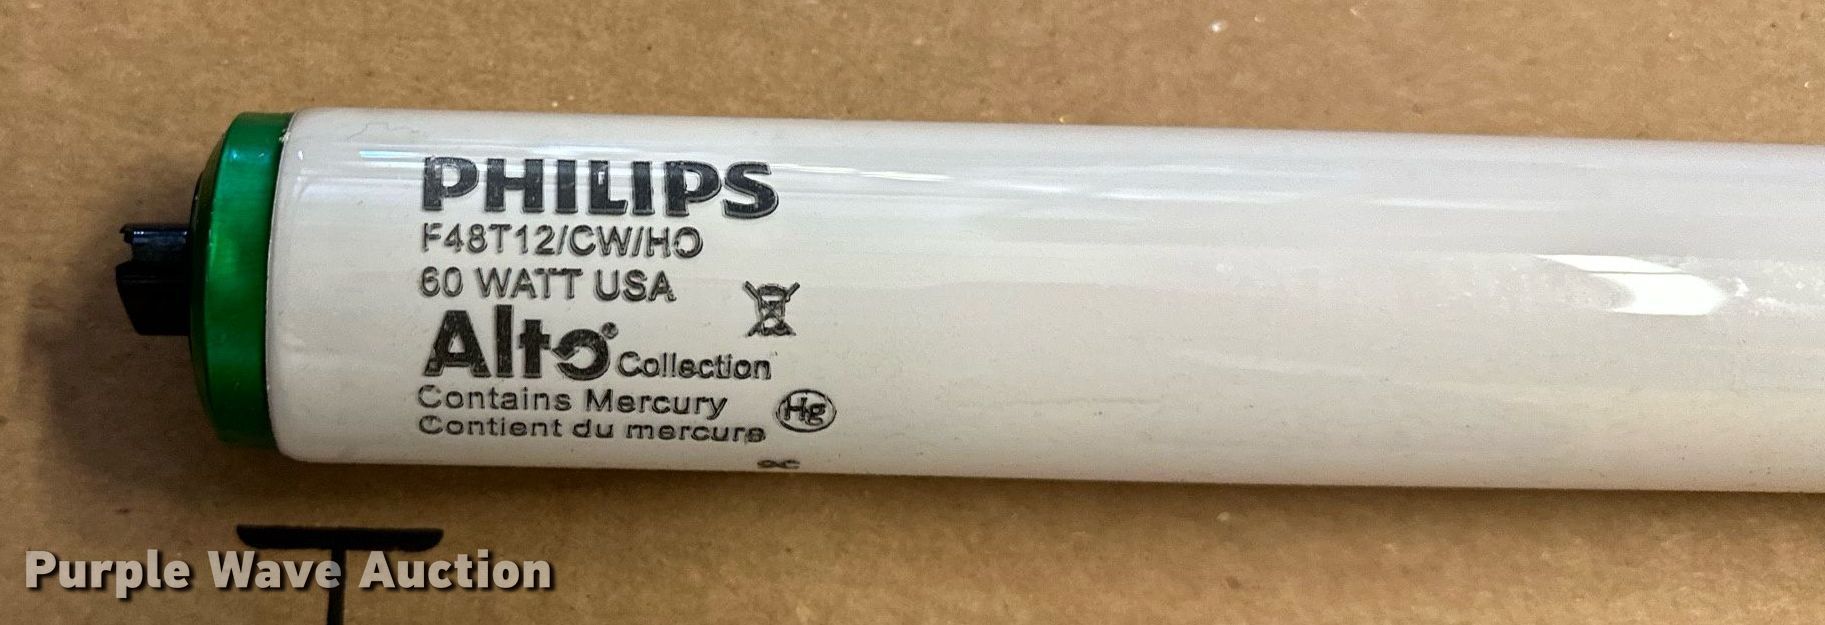 PHILIPS
F48T12/CW/HO
60 WATT USA
Alto® Collection
Contains Mercury
Hg
Contient du mercure
Purple Wave Auction